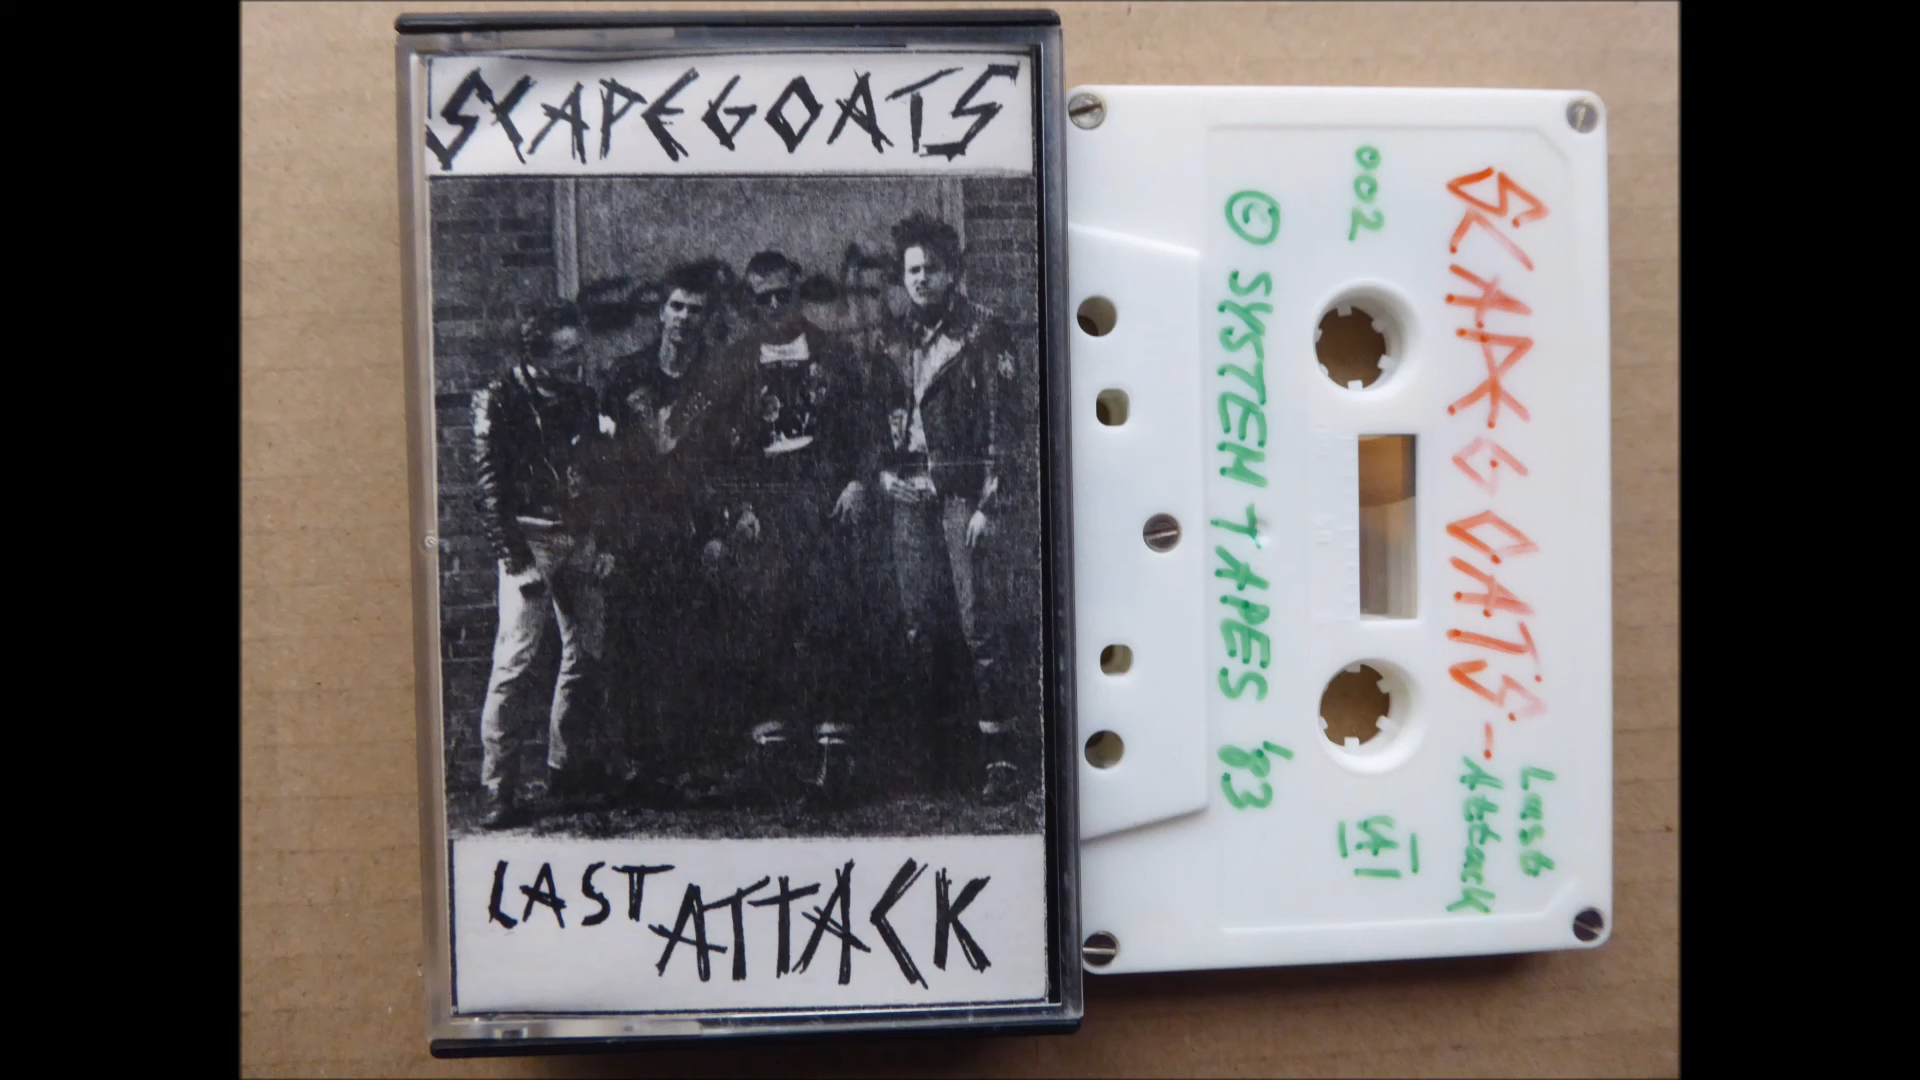 SCAPEGOATS
LAST ATTACK
SCAPEGOATS -
Last
Attack
002
© SYSTEM TAPES '83